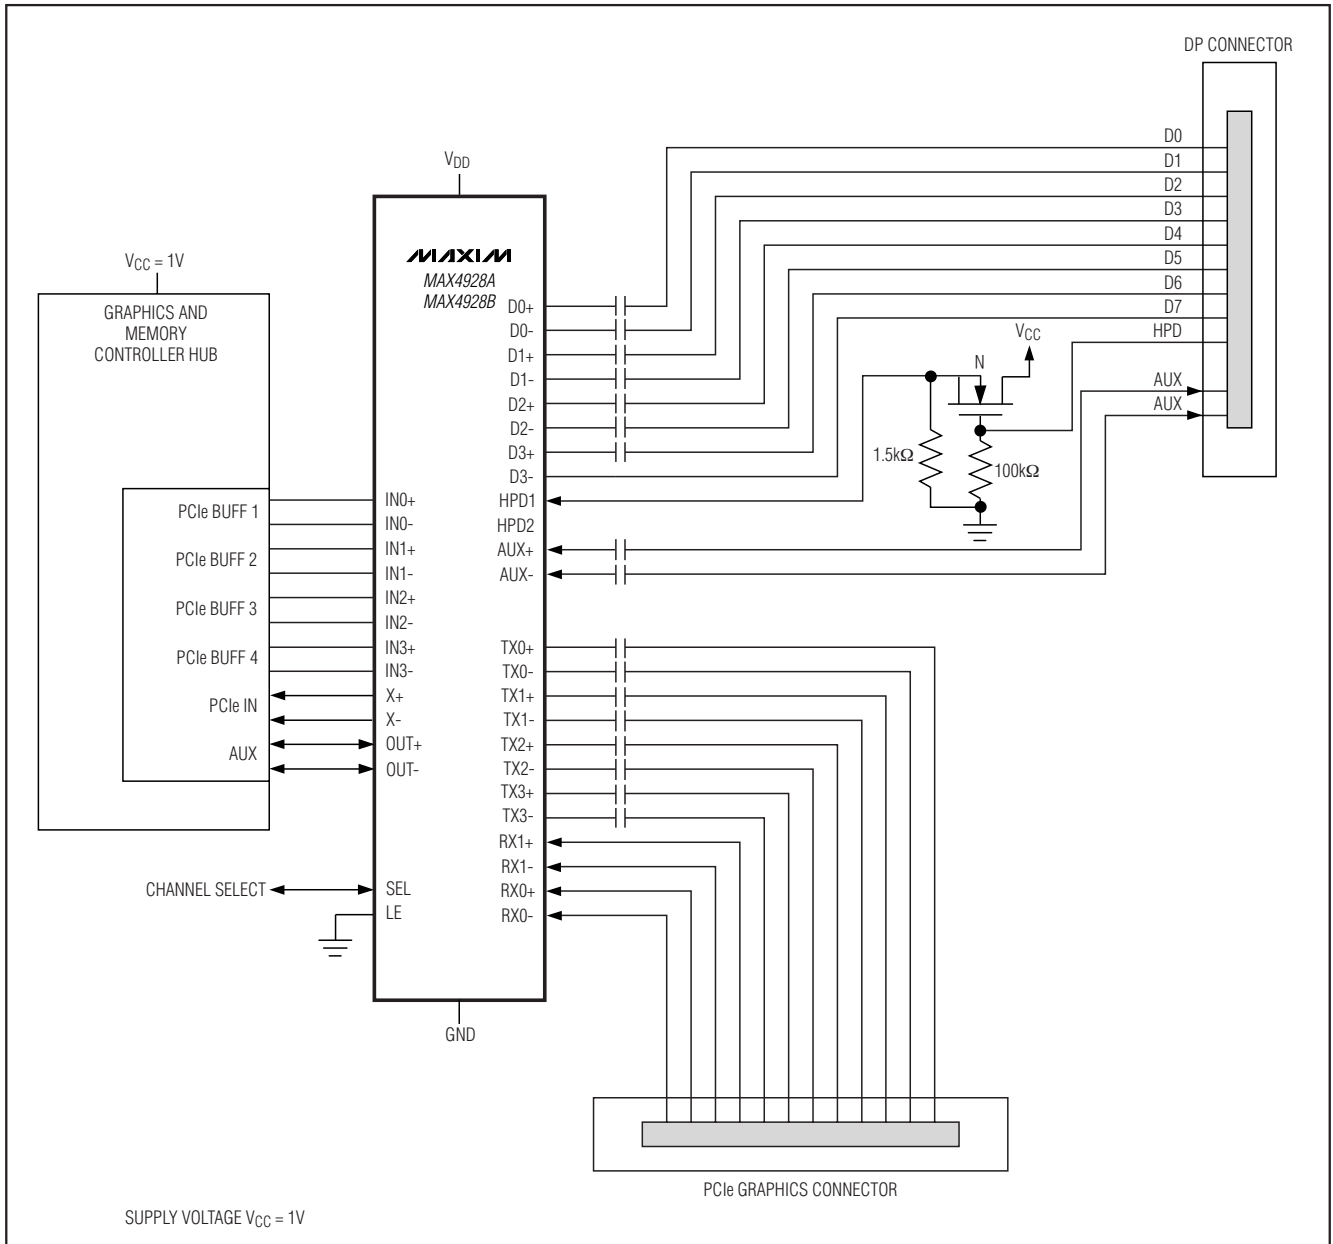 DP CONNECTOR
D0
D1
D2
D3
D4
D5
D6
D7
HPD
AUX
AUX
VDD
MAXIM
MAX4928A
MAX4928B
VCC = 1V
GRAPHICS AND
MEMORY
CONTROLLER HUB
PCIe BUFF 1
PCIe BUFF 2
PCIe BUFF 3
PCIe BUFF 4
PCIe IN
AUX
IN0+
IN0-
IN1+
IN1-
IN2+
IN2-
IN3+
IN3-
X+
X-
OUT+
OUT-
CHANNEL SELECT
SEL
LE
D0+
D0-
D1+
D1-
D2+
D2-
D3+
D3-
HPD1
HPD2
AUX+
AUX-
TX0+
TX0-
TX1+
TX1-
TX2+
TX2-
TX3+
TX3-
RX1+
RX1-
RX0+
RX0-
VCC
N
1.5kΩ
100kΩ
GND
PCIe GRAPHICS CONNECTOR
SUPPLY VOLTAGE VCC = 1V